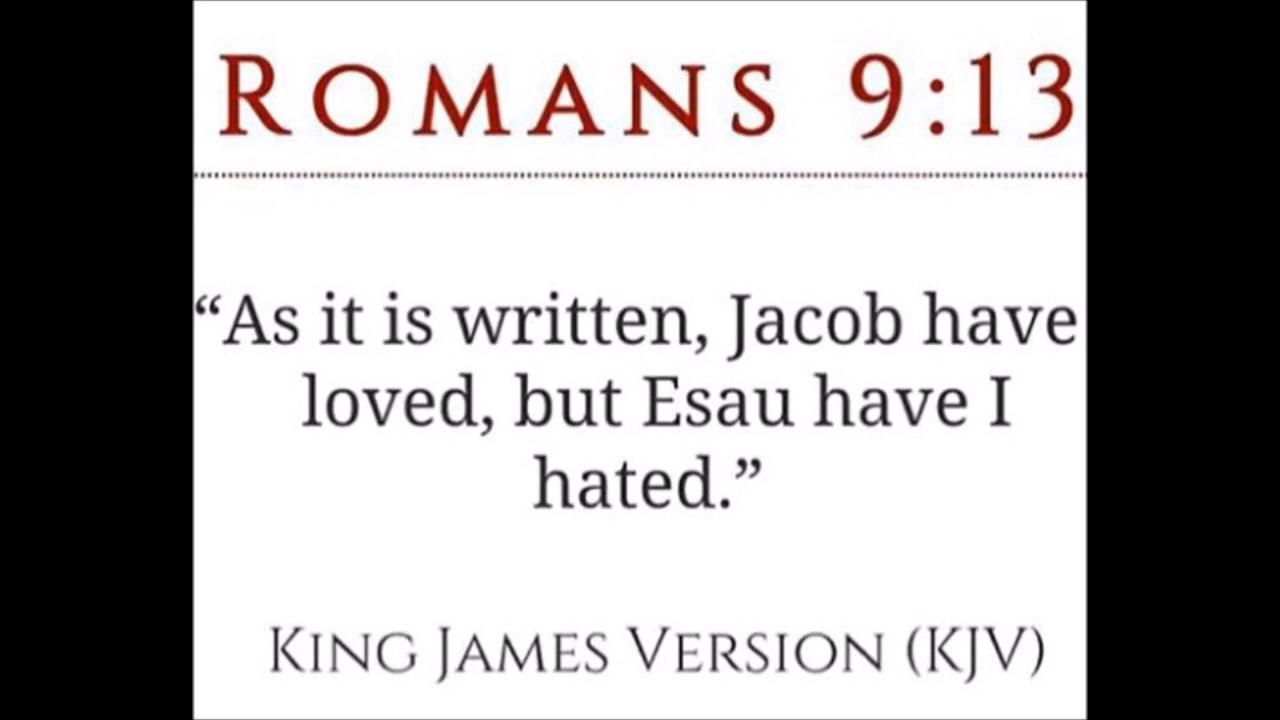 Romans 9:13
“As it is written, Jacob have
loved, but Esau have I
hated.”
King James Version (KJV)